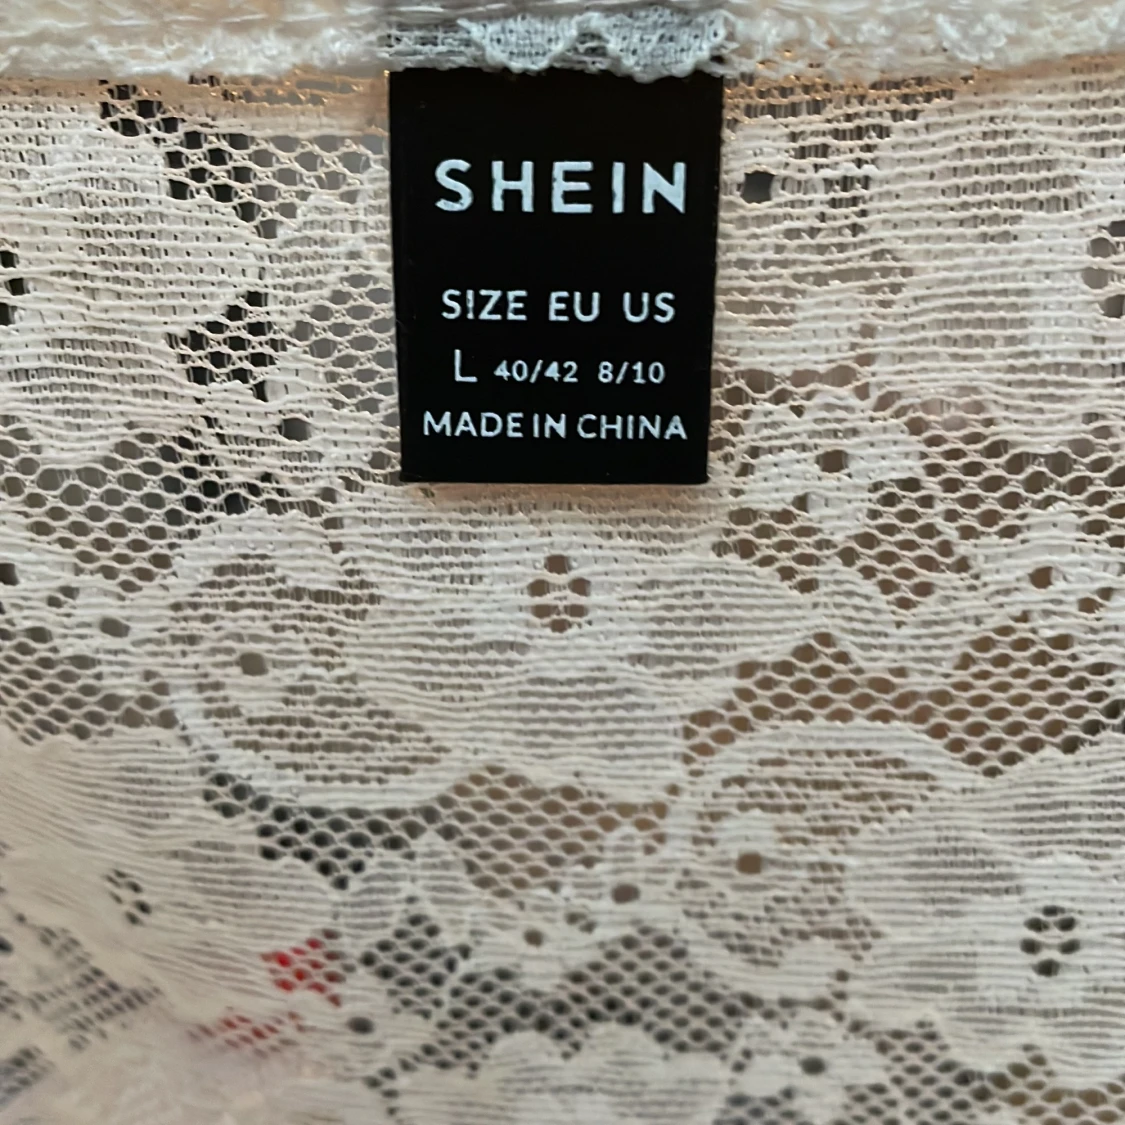 SHEIN
SIZE EU US
L 40/42 8/10
MADE IN CHINA